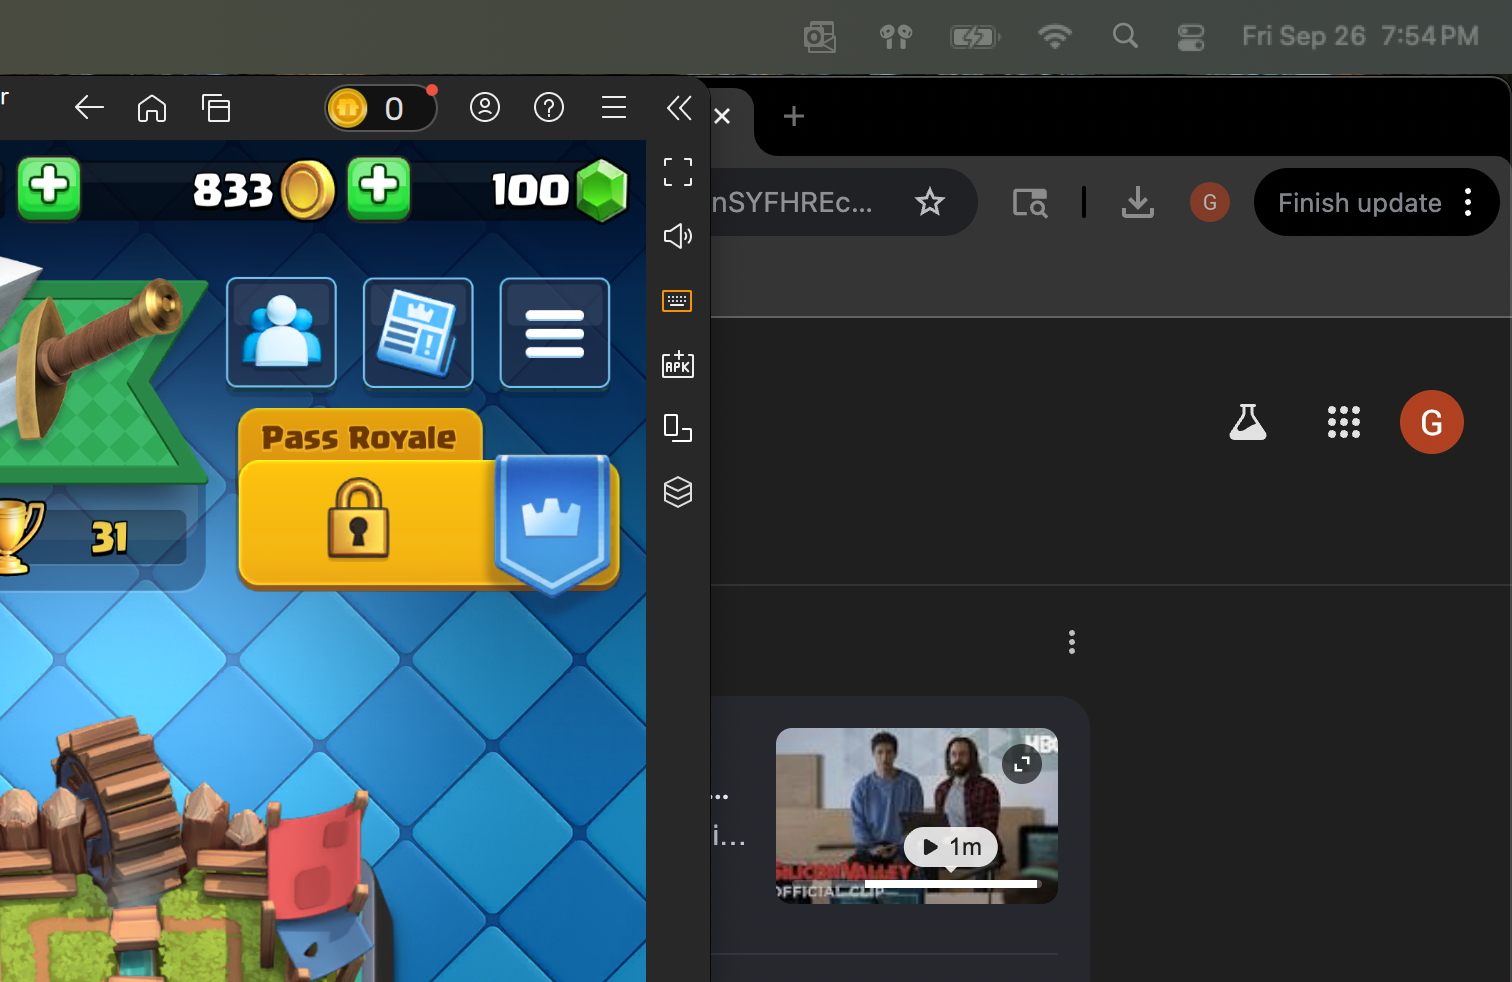 Fri Sep 26 7:54 PM
r
0
833
100
APK
nSYFHREc...
G
Finish update
Pass Royale
31
G
...
i...
HBO
1m
SILICON VALLEY
OFFICIAL CLIP